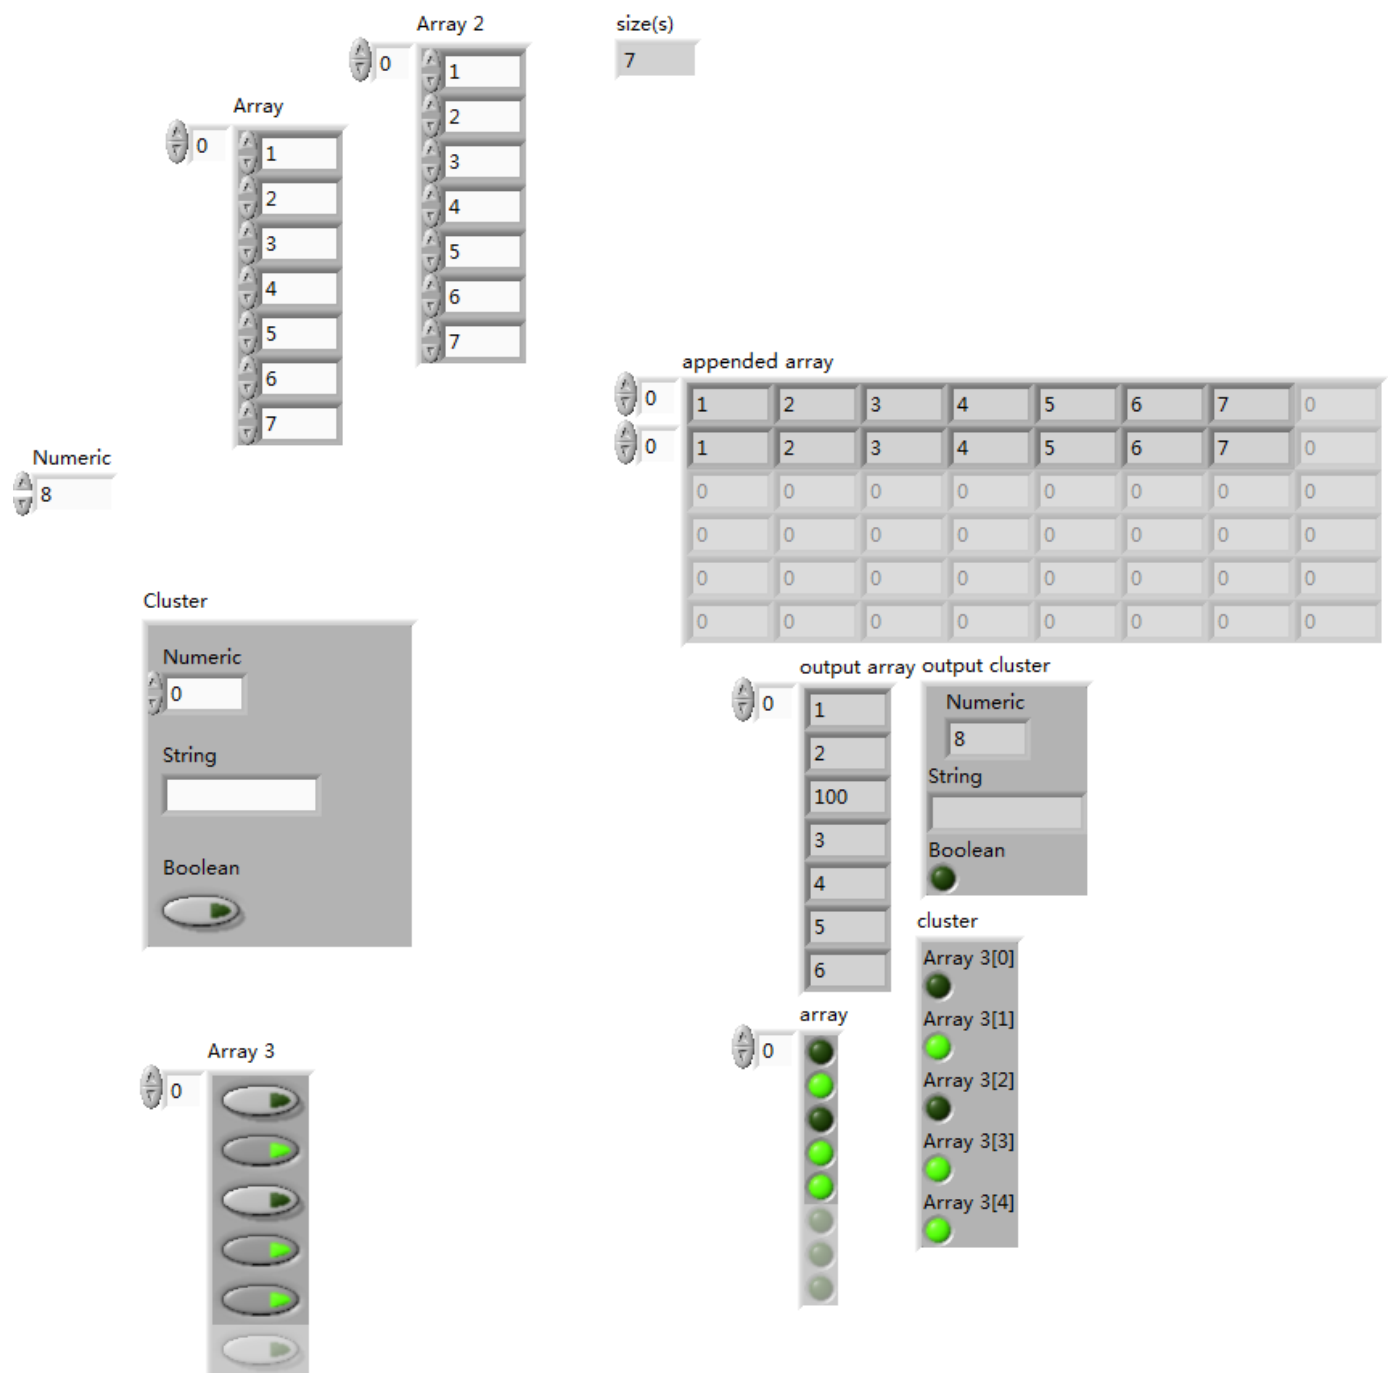 Array 2
0
1
2
3
4
5
6
7
size(s)
7
Array
0
1
2
3
4
5
6
7
Numeric
8
appended array
0
0
1 2 3 4 5 6 7 0
1 2 3 4 5 6 7 0
0 0 0 0 0 0 0 0
0 0 0 0 0 0 0 0
0 0 0 0 0 0 0 0
0 0 0 0 0 0 0 0
Cluster
Numeric
0
String
Boolean
output array
0
1
2
100
3
4
5
6
output cluster
Numeric
8
String
Boolean
cluster
Array 3[0]
Array 3[1]
Array 3[2]
Array 3[3]
Array 3[4]
array
0
Array 3
0